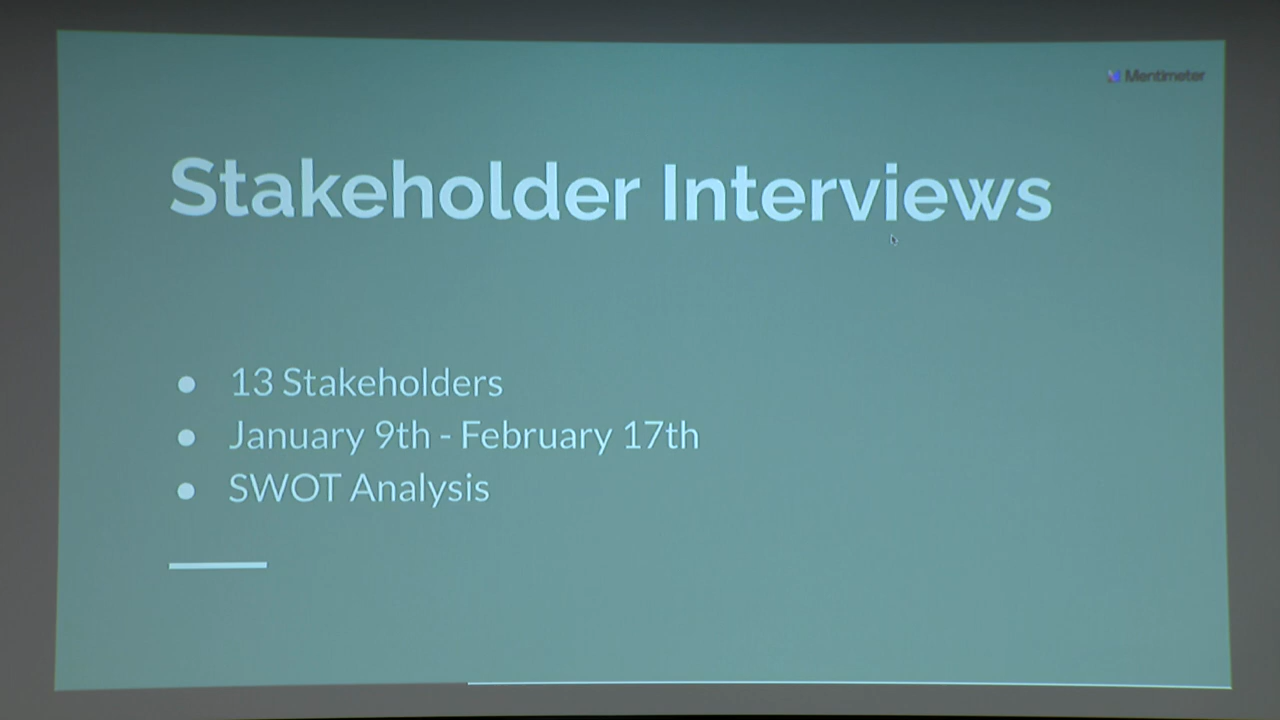 Mentimeter
Stakeholder Interviews
● 13 Stakeholders
● January 9th - February 17th
● SWOT Analysis